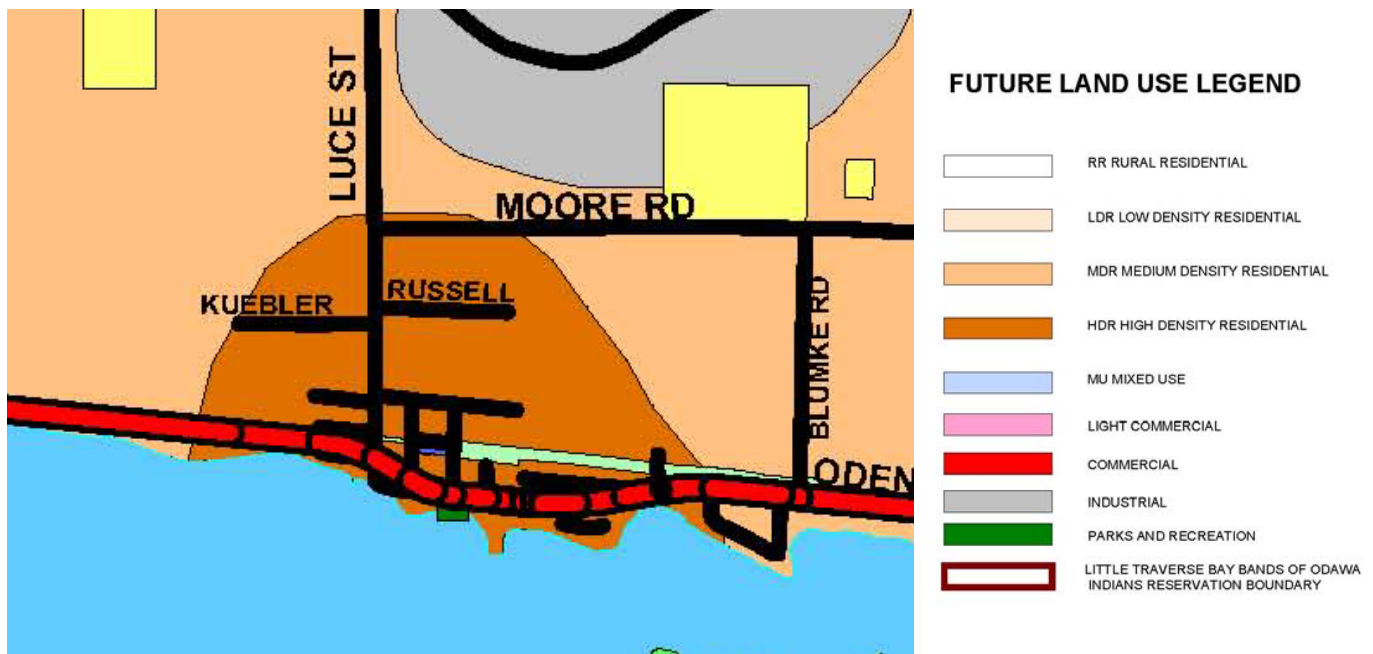 LUCE ST
MOORE RD
KUEBLER
RUSSELL
BLUMKE RD
ODEN
FUTURE LAND USE LEGEND
RR RURAL RESIDENTIAL
LDR LOW DENSITY RESIDENTIAL
MDR MEDIUM DENSITY RESIDENTIAL
HDR HIGH DENSITY RESIDENTIAL
MU MIXED USE
LIGHT COMMERCIAL
COMMERCIAL
INDUSTRIAL
PARKS AND RECREATION
LITTLE TRAVERSE BAY BANDS OF ODAWA
INDIANS RESERVATION BOUNDARY